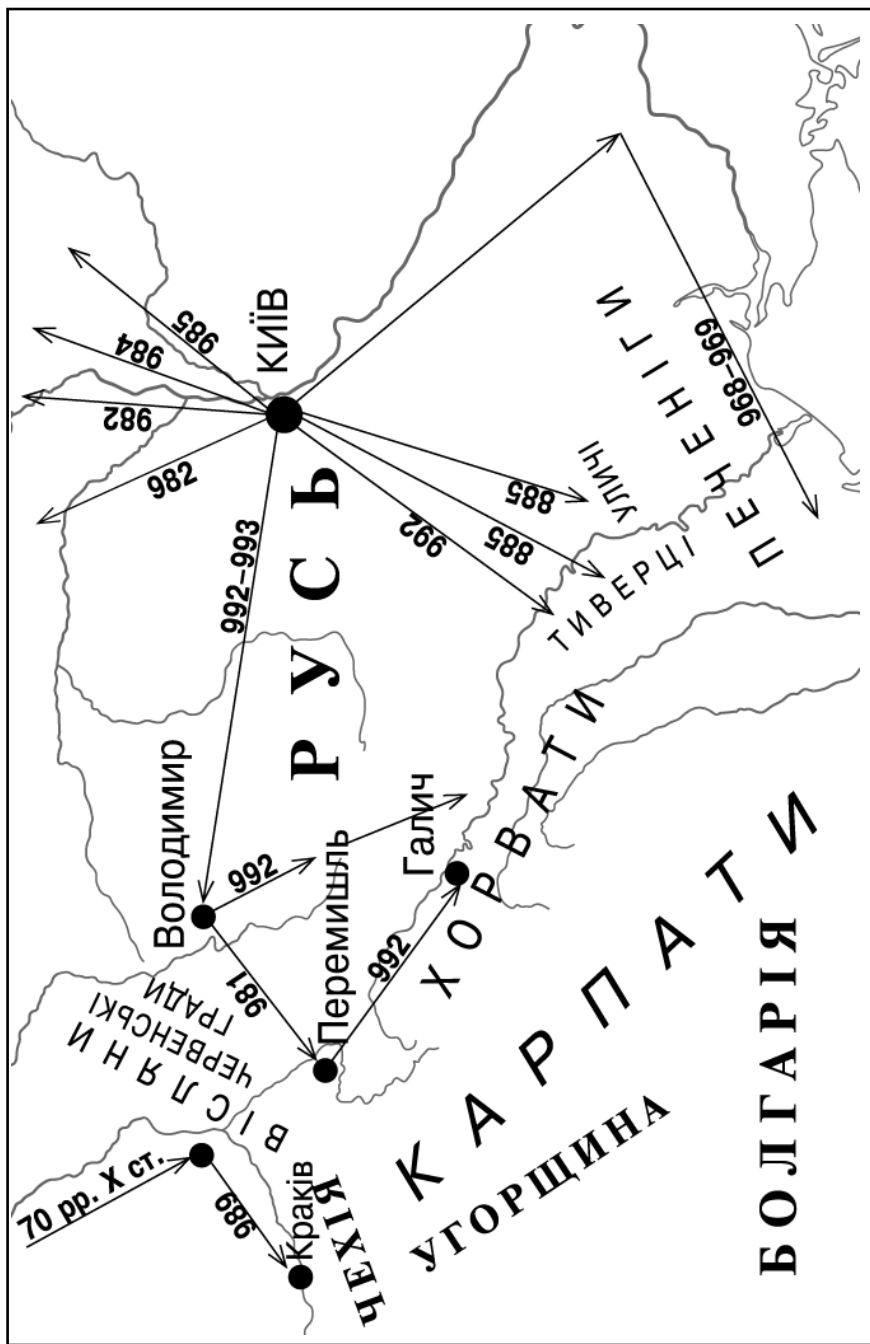 985
984
982
982
КИЇВ
992–993
РУСЬ
992
885
885
УЛИЧІ
ТИВЕРЦІ
ПЕЧЕНІГИ
968–969
Володимир
992
981
Перемишль
992
Галич
ХОРВАТИ
ЧЕРВЕНСЬКІ
ГРАДИ
ВІСЛЯНИ
70 рр. X ст.
989
Краків
ЧЕХІЯ
КАРПАТИ
УГОРЩИНА
БОЛГАРІЯ